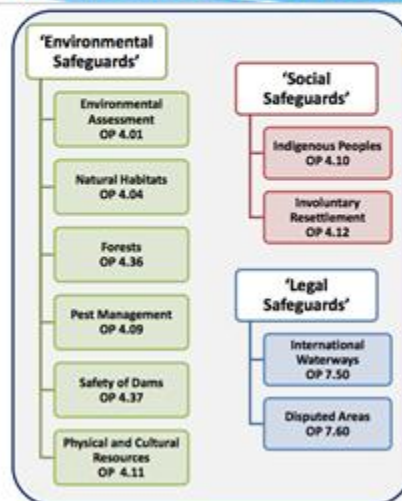 ‘Environmental
Safeguards’
Environmental
Assessment
OP 4.01
Natural Habitats
OP 4.04
Forests
OP 4.36
Pest Management
OP 4.09
Safety of Dams
OP 4.37
Physical and Cultural
Resources
OP 4.11
‘Social
Safeguards’
Indigenous Peoples
OP 4.10
Involuntary
Resettlement
OP 4.12
‘Legal
Safeguards’
International
Waterways
OP 7.50
Disputed Areas
OP 7.60